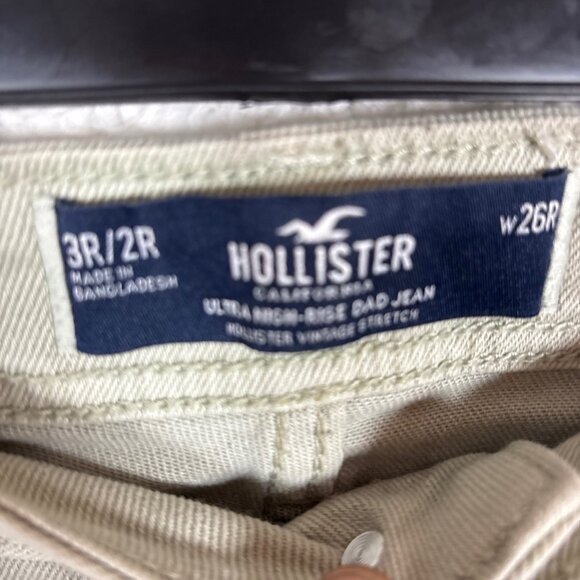 3R/2R
MADE IN
BANGLADESH
HOLLISTER
CALIFORNIA
ULTRA HIGH-RISE DAD JEAN
HOLLISTER VINTAGE STRETCH
W26R